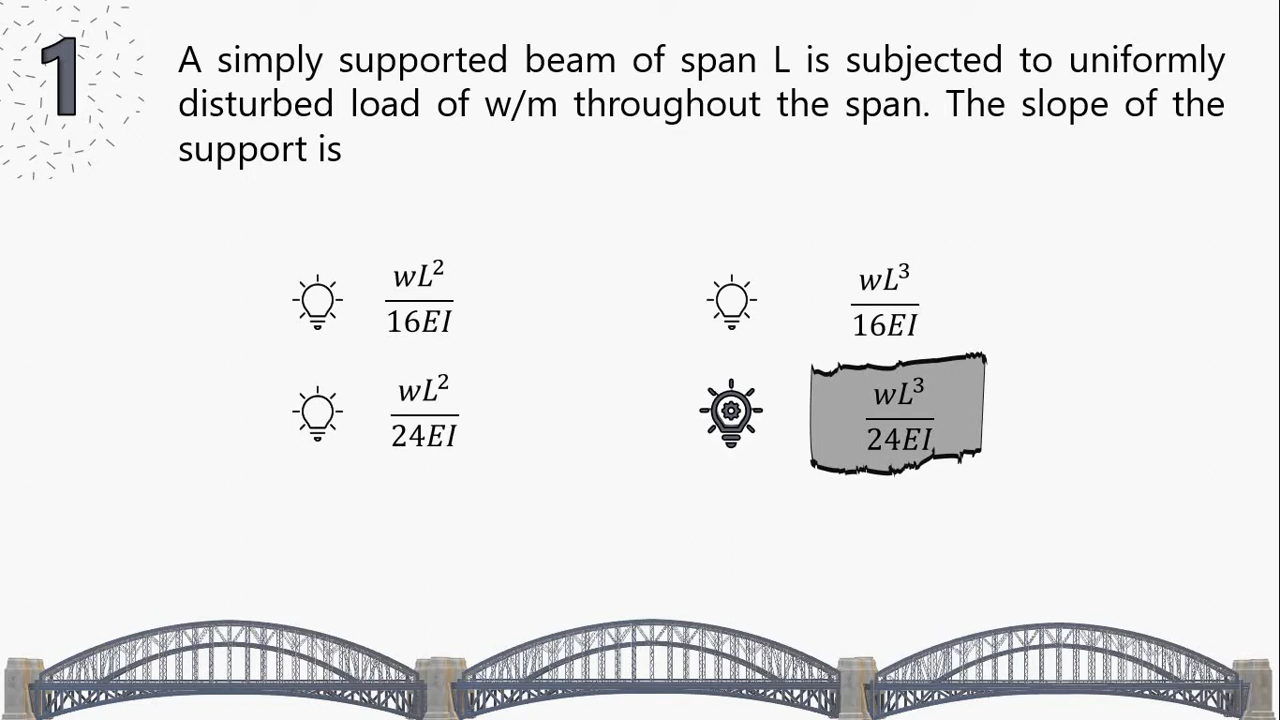 1
A simply supported beam of span L is subjected to uniformly
disturbed load of w/m throughout the span. The slope of the
support is
wL²/16EI
wL³/16EI
wL²/24EI
wL³/24EI